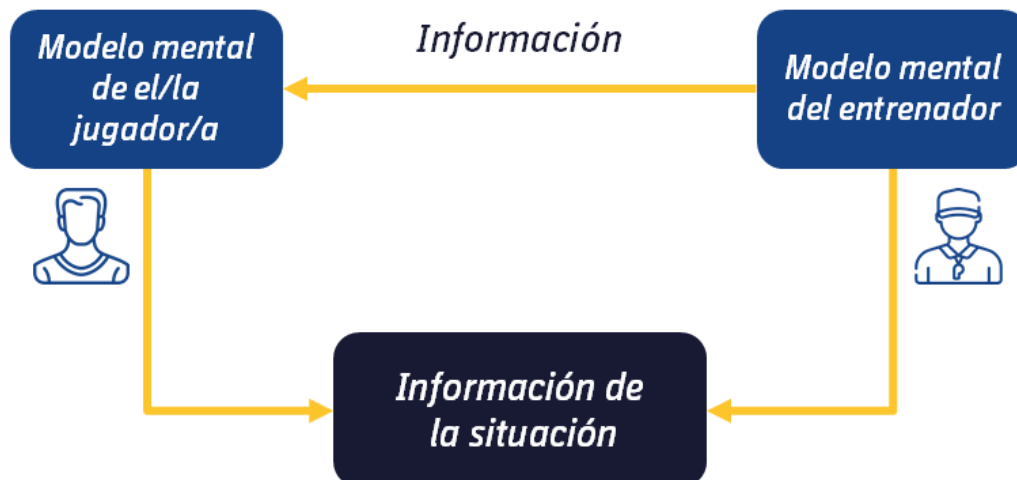 Modelo mental
de el/la
jugador/a
Información
Modelo mental
del entrenador
Información de
la situación